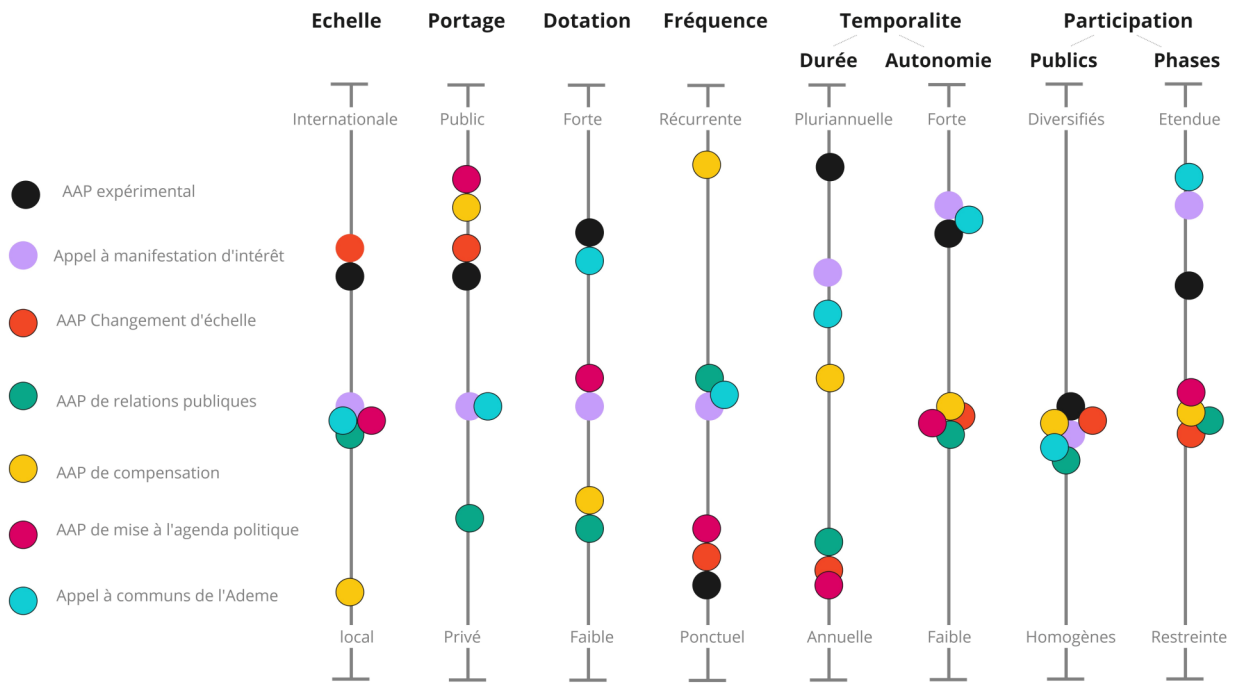 Echelle
Portage
Dotation
Fréquence
Temporalite
Participation
Durée
Autonomie
Publics
Phases
Internationale
Public
Forte
Récurrente
Pluriannuelle
Forte
Diversifiés
Etendue
AAP expérimental
Appel à manifestation d'intérêt
AAP Changement d'échelle
AAP de relations publiques
AAP de compensation
AAP de mise à l'agenda politique
Appel à communs de l'Ademe
local
Privé
Faible
Ponctuel
Annuelle
Faible
Homogènes
Restreinte